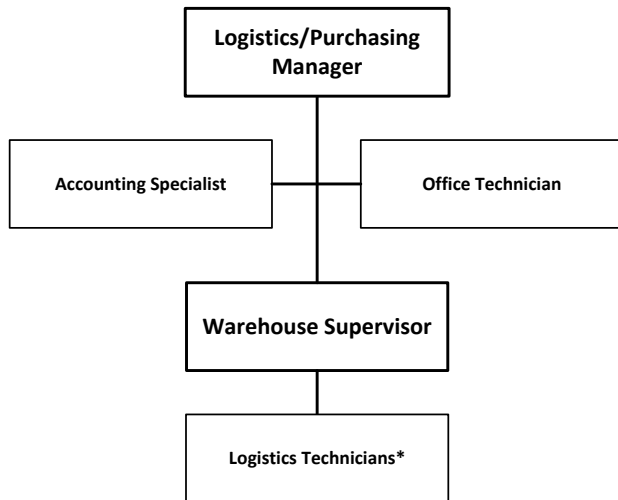 Logistics/Purchasing
Manager
Accounting Specialist
Office Technician
Warehouse Supervisor
Logistics Technicians*